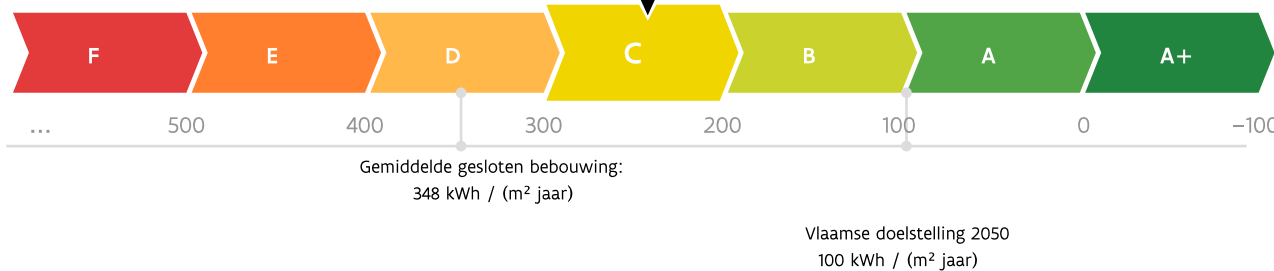 F E D C B A A+
... 500 400 300 200 100 0 −100
Gemiddelde gesloten bebouwing:
348 kWh / (m² jaar)
Vlaamse doelstelling 2050
100 kWh / (m² jaar)